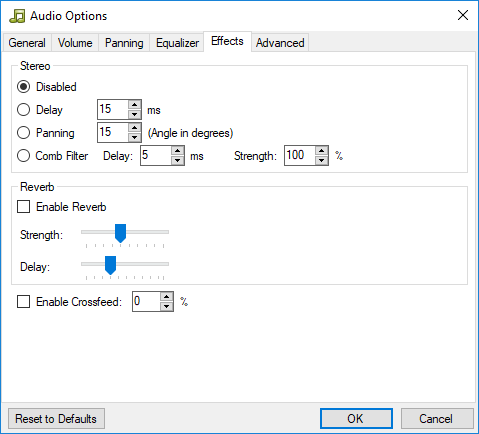 Audio Options
General Volume Panning Equalizer Effects Advanced
Stereo
Disabled
Delay 15 ms
Panning 15 (Angle in degrees)
Comb Filter Delay: 5 ms Strength: 100 %
Reverb
Enable Reverb
Strength:
Delay:
Enable Crossfeed: 0 %
Reset to Defaults OK Cancel